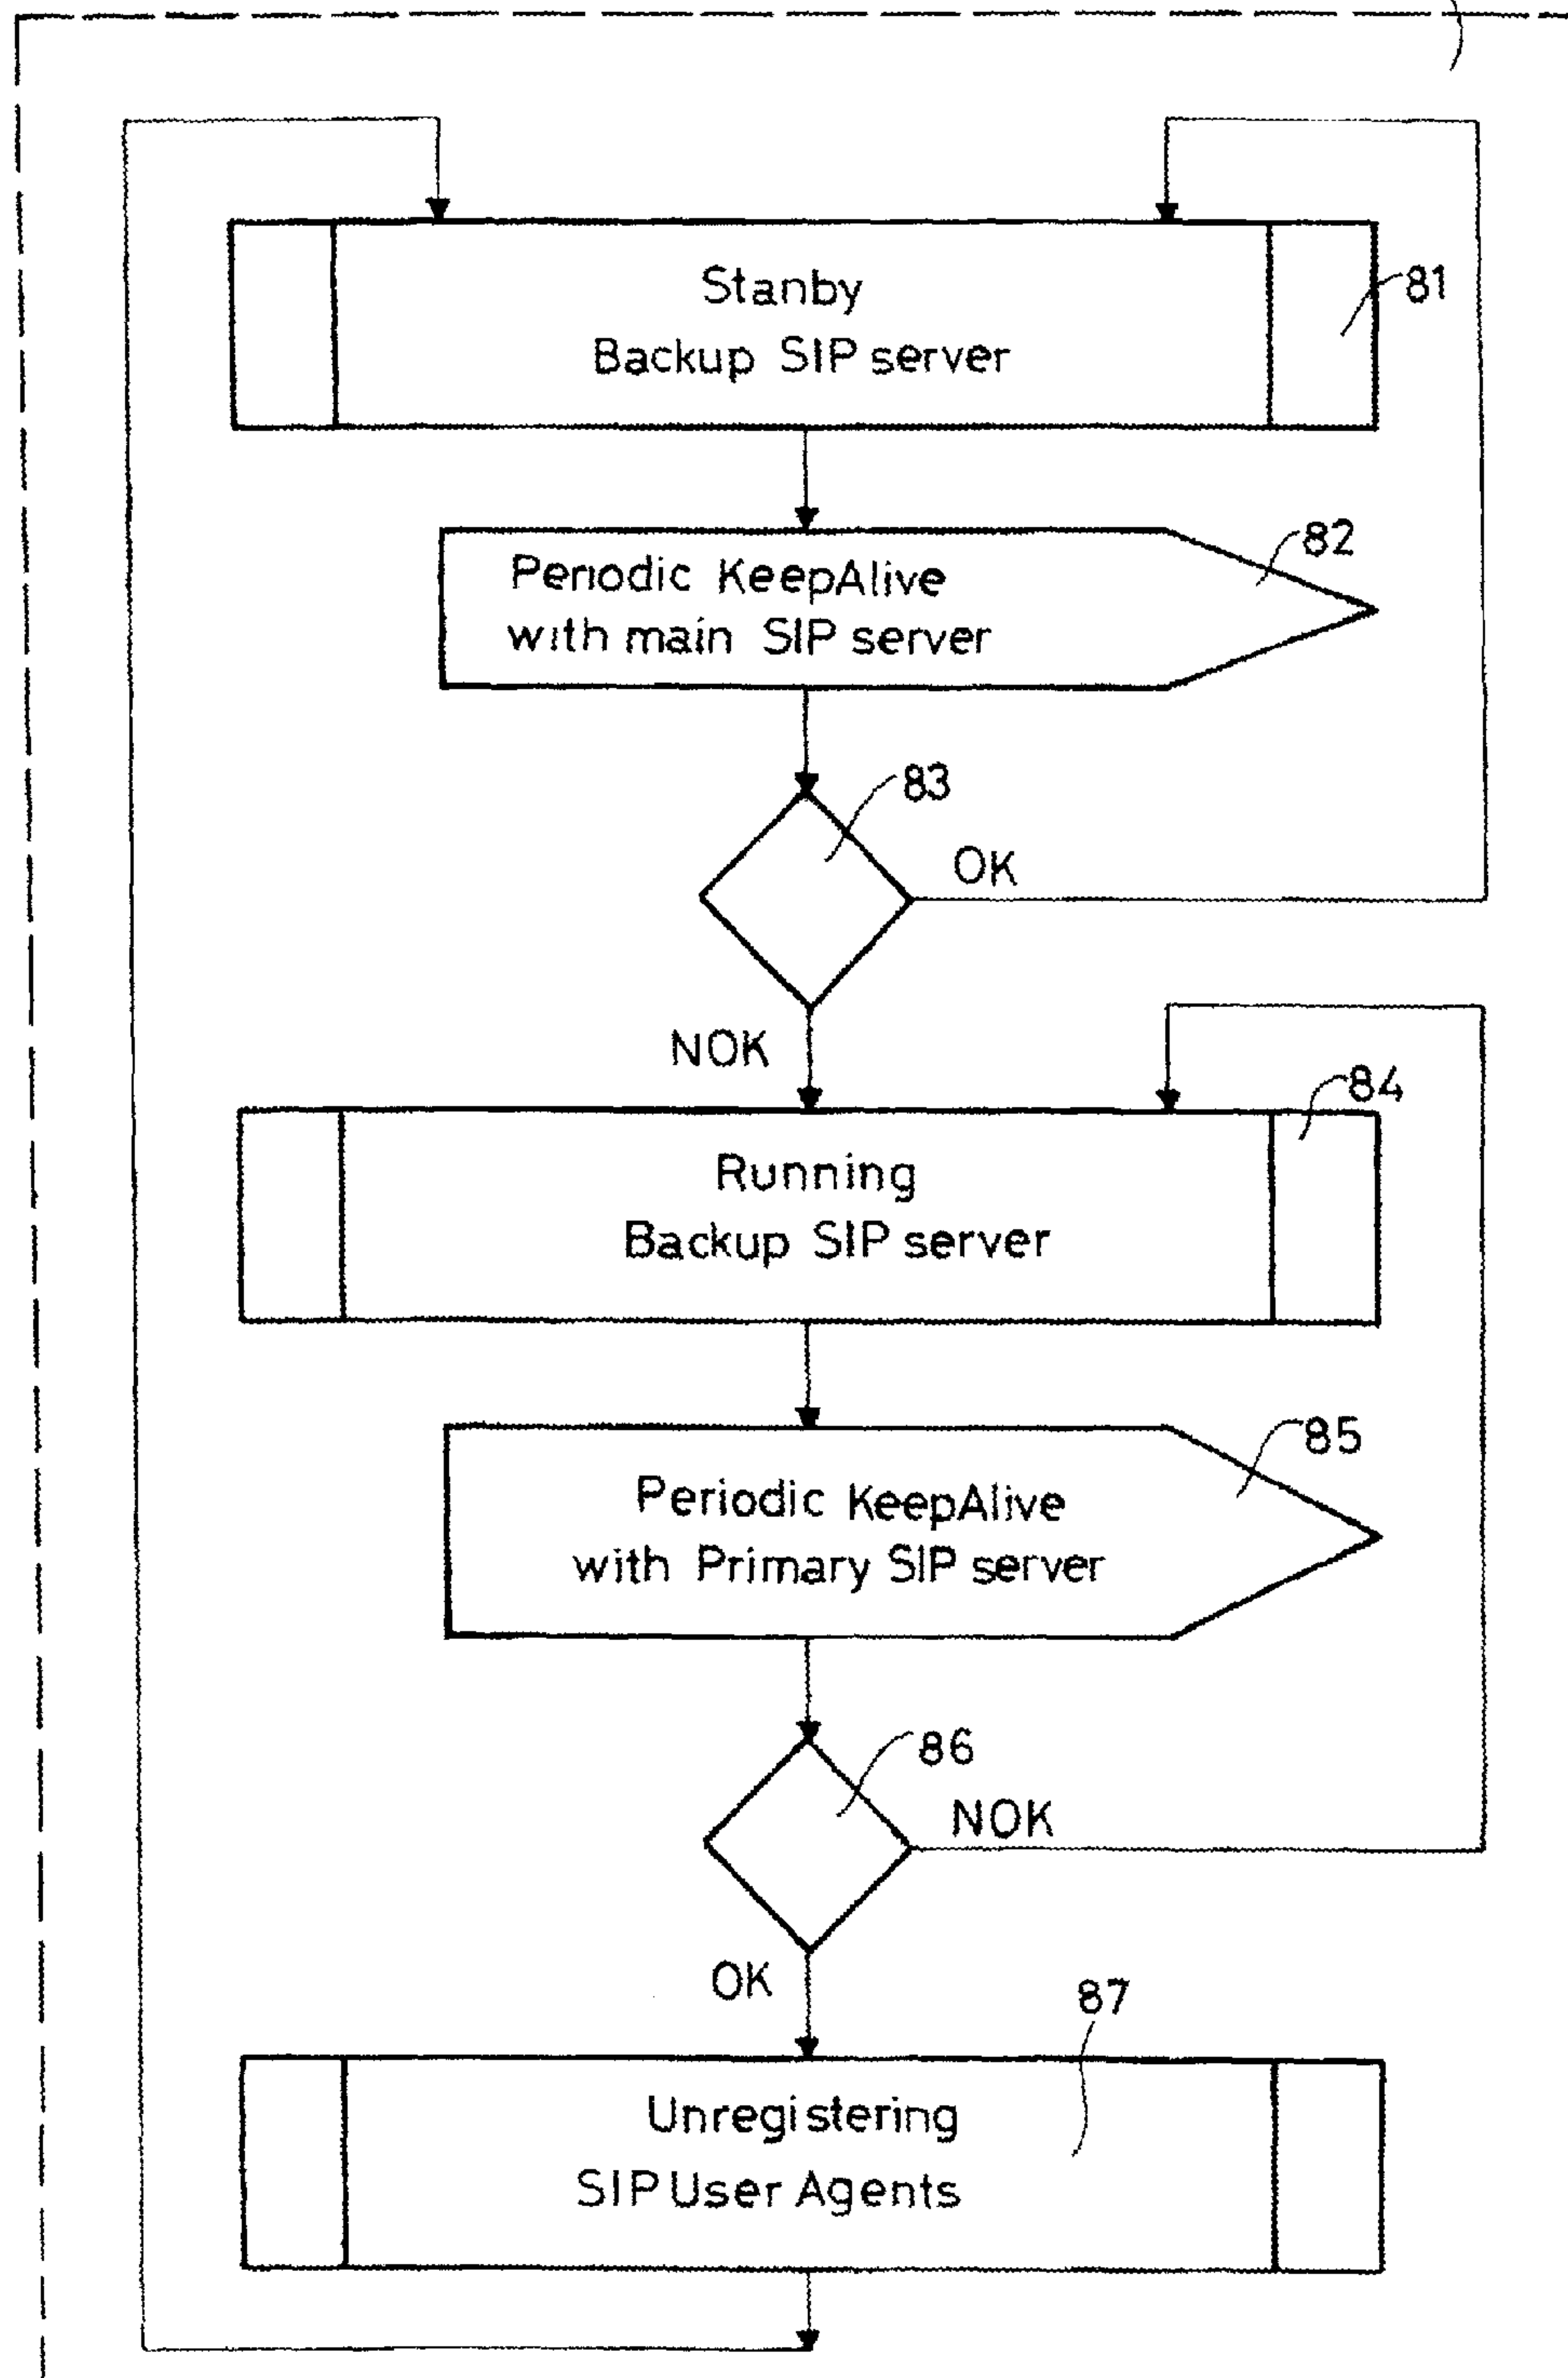 Stanby
Backup SIP server
81
Periodic KeepAlive
with main SIP server
82
83
OK
NOK
84
Running
Backup SIP server
85
Periodic KeepAlive
with Primary SIP server
86
NOK
OK
87
Unregistering
SIP User Agents